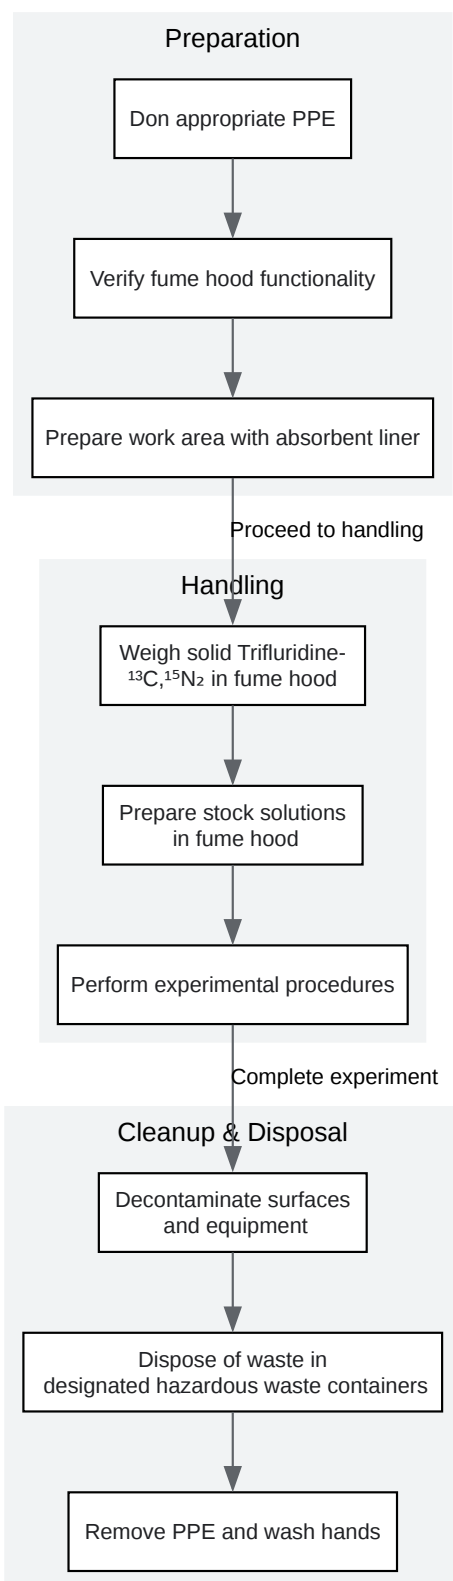 Preparation
Don appropriate PPE
Verify fume hood functionality
Prepare work area with absorbent liner
Proceed to handling
Handling
Weigh solid Trifluridine-
¹³C,¹⁵N₂ in fume hood
Prepare stock solutions
in fume hood
Perform experimental procedures
Complete experiment
Cleanup & Disposal
Decontaminate surfaces
and equipment
Dispose of waste in
designated hazardous waste containers
Remove PPE and wash hands